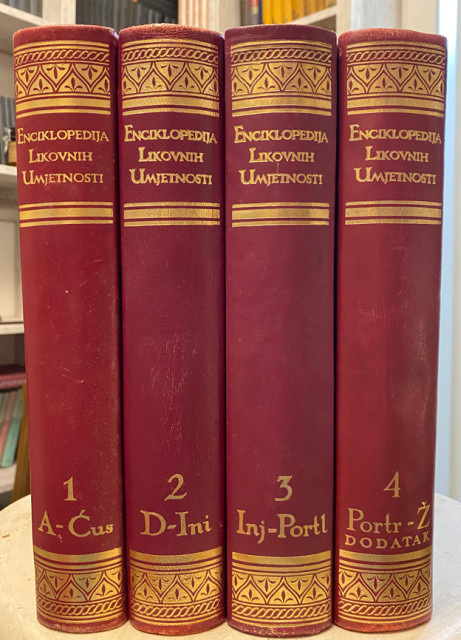 Enciklopedija
Likovnih
Umjetnosti
1
A-Ćus
Enciklopedija
Likovnih
Umjetnosti
2
D-Ini
Enciklopedija
Likovnih
Umjetnosti
3
Inj-Portl
Enciklopedija
Likovnih
Umjetnosti
4
Portr-Ž
DODATAK